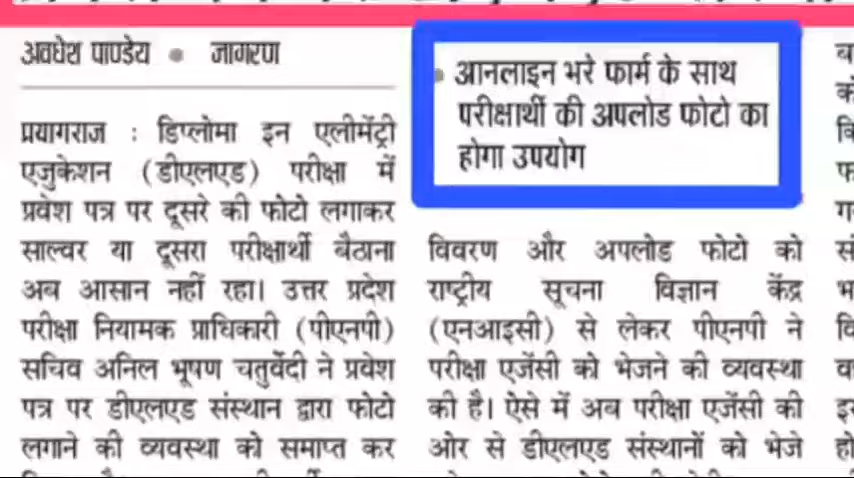 अवधेश पाण्डेय • जागरण
प्रयागराज : डिप्लोमा इन एलीमेंट्री
एजुकेशन (डीएलएड) परीक्षा में
प्रवेश पत्र पर दूसरे की फोटो लगाकर
साल्वर या दूसरा परीक्षार्थी बैठाना
अब आसान नहीं रहा। उत्तर प्रदेश
परीक्षा नियामक प्राधिकारी (पीएनपी)
सचिव अनिल भूषण चतुर्वेदी ने प्रवेश
पत्र पर डीएलएड संस्थान द्वारा फोटो
लगाने की व्यवस्था को समाप्त कर
• आनलाइन भरे फार्म के साथ
परीक्षार्थी की अपलोड फोटो का
होगा उपयोग
विवरण और अपलोड फोटो को
राष्ट्रीय सूचना विज्ञान केंद्र
(एनआइसी) से लेकर पीएनपी ने
परीक्षा एजेंसी को भेजने की व्यवस्था
की है। ऐसे में अब परीक्षा एजेंसी की
ओर से डीएलएड संस्थानों को भेजे